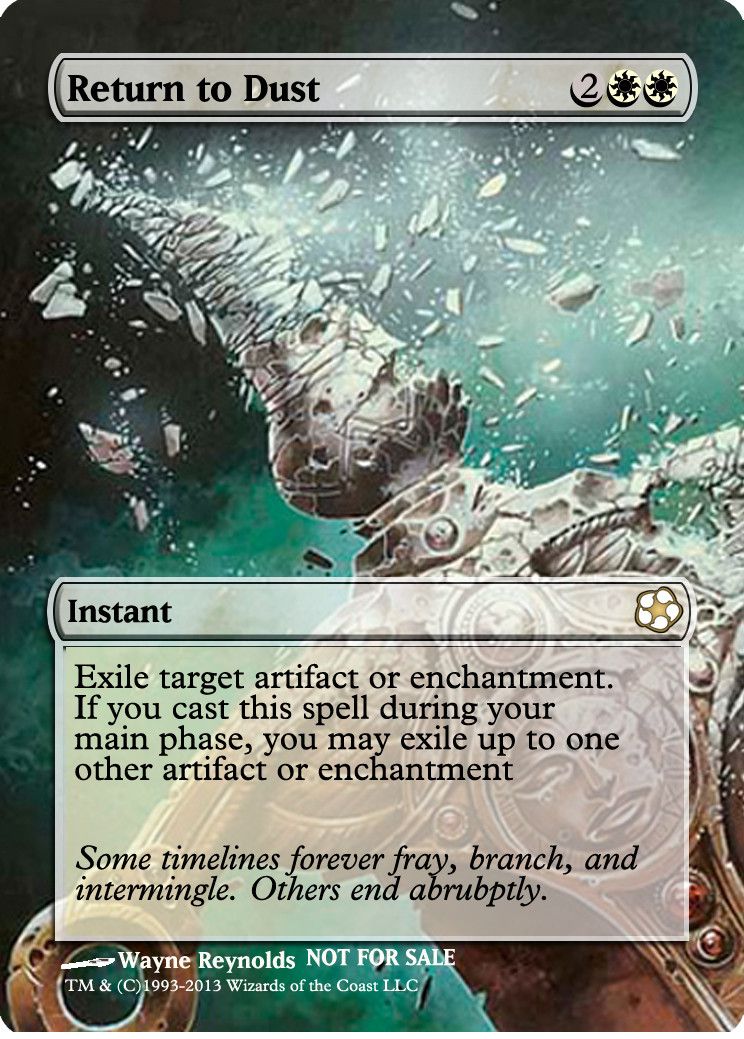 Return to Dust 2
Instant
Exile target artifact or enchantment.
If you cast this spell during your
main phase, you may exile up to one
other artifact or enchantment
Some timelines forever fray, branch, and
intermingle. Others end abrubptly.
Wayne Reynolds NOT FOR SALE
TM & (C)1993-2013 Wizards of the Coast LLC